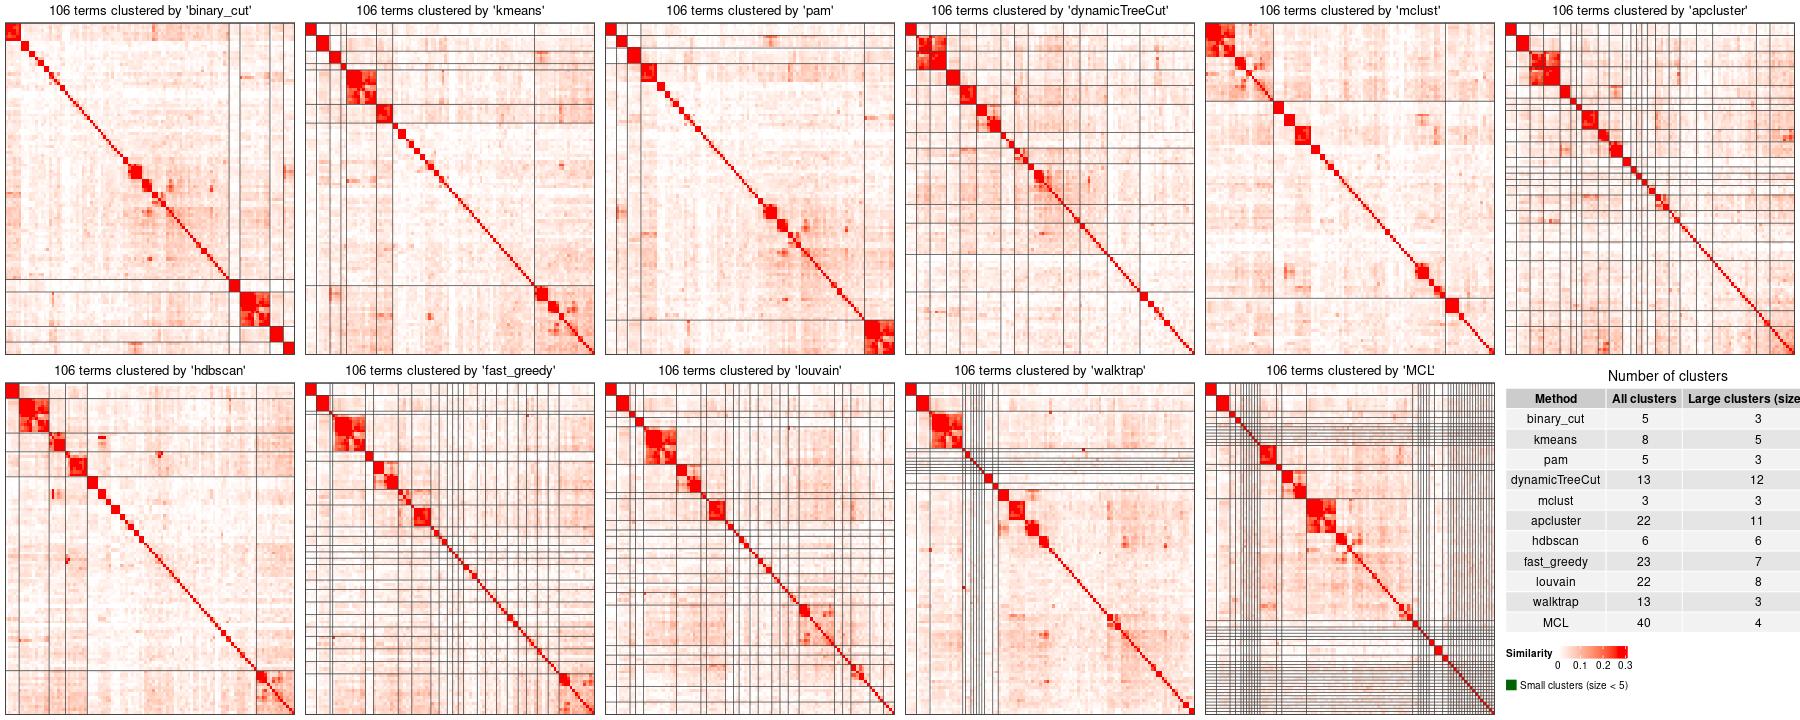 106 terms clustered by 'binary_cut'
106 terms clustered by 'kmeans'
106 terms clustered by 'pam'
106 terms clustered by 'dynamicTreeCut'
106 terms clustered by 'mclust'
106 terms clustered by 'apcluster'
106 terms clustered by 'hdbscan'
106 terms clustered by 'fast_greedy'
106 terms clustered by 'louvain'
106 terms clustered by 'walktrap'
106 terms clustered by 'MCL'
Number of clusters
Method All clusters Large clusters (size
binary_cut 5 3
kmeans 8 5
pam 5 3
dynamicTreeCut 13 12
mclust 3 3
apcluster 22 11
hdbscan 6 6
fast_greedy 23 7
louvain 22 8
walktrap 13 3
MCL 40 4
Similarity
0 0.1 0.2 0.3
Small clusters (size < 5)